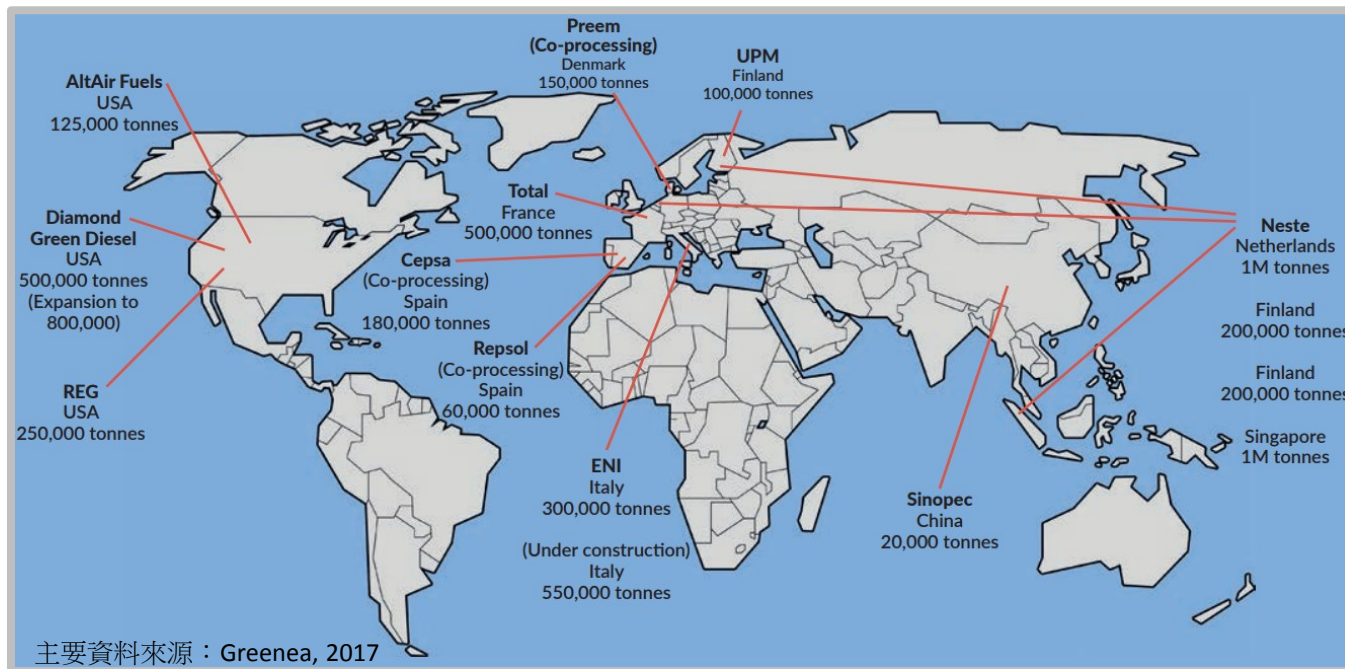 Preem
(Co-processing)
Denmark
150,000 tonnes
UPM
Finland
100,000 tonnes
AltAir Fuels
USA
125,000 tonnes
Diamond
Green Diesel
USA
500,000 tonnes
(Expansion to
800,000)
REG
USA
250,000 tonnes
Total
France
500,000 tonnes
Cepsa
(Co-processing)
Spain
180,000 tonnes
Repsol
(Co-processing)
Spain
60,000 tonnes
ENI
Italy
300,000 tonnes
(Under construction)
Italy
550,000 tonnes
Sinopec
China
20,000 tonnes
Neste
Netherlands
1M tonnes
Finland
200,000 tonnes
Finland
200,000 tonnes
Singapore
1M tonnes
主要資料來源：Greenea, 2017